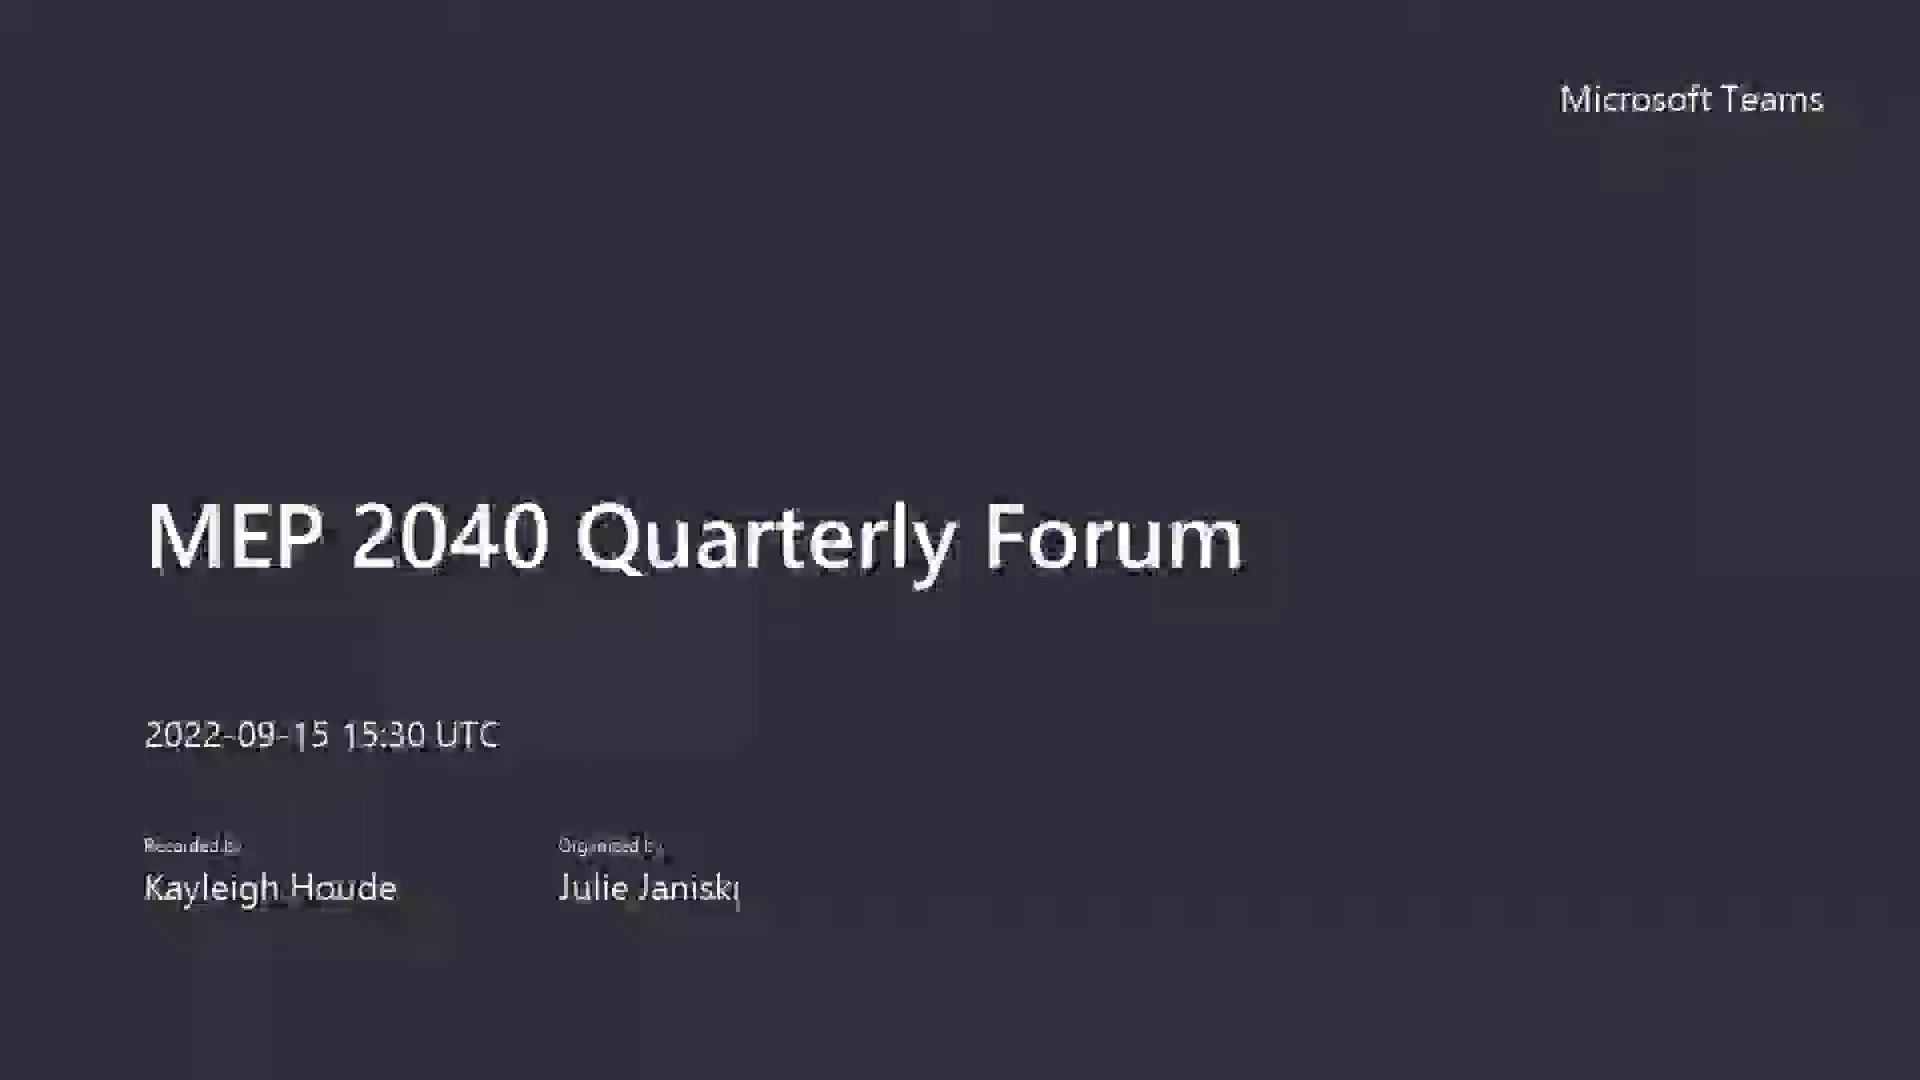 Microsoft Teams
MEP 2040 Quarterly Forum
2022-09-15 15:30 UTC
Recorded by
Organized by
Kayleigh Houde
Julie Janiski